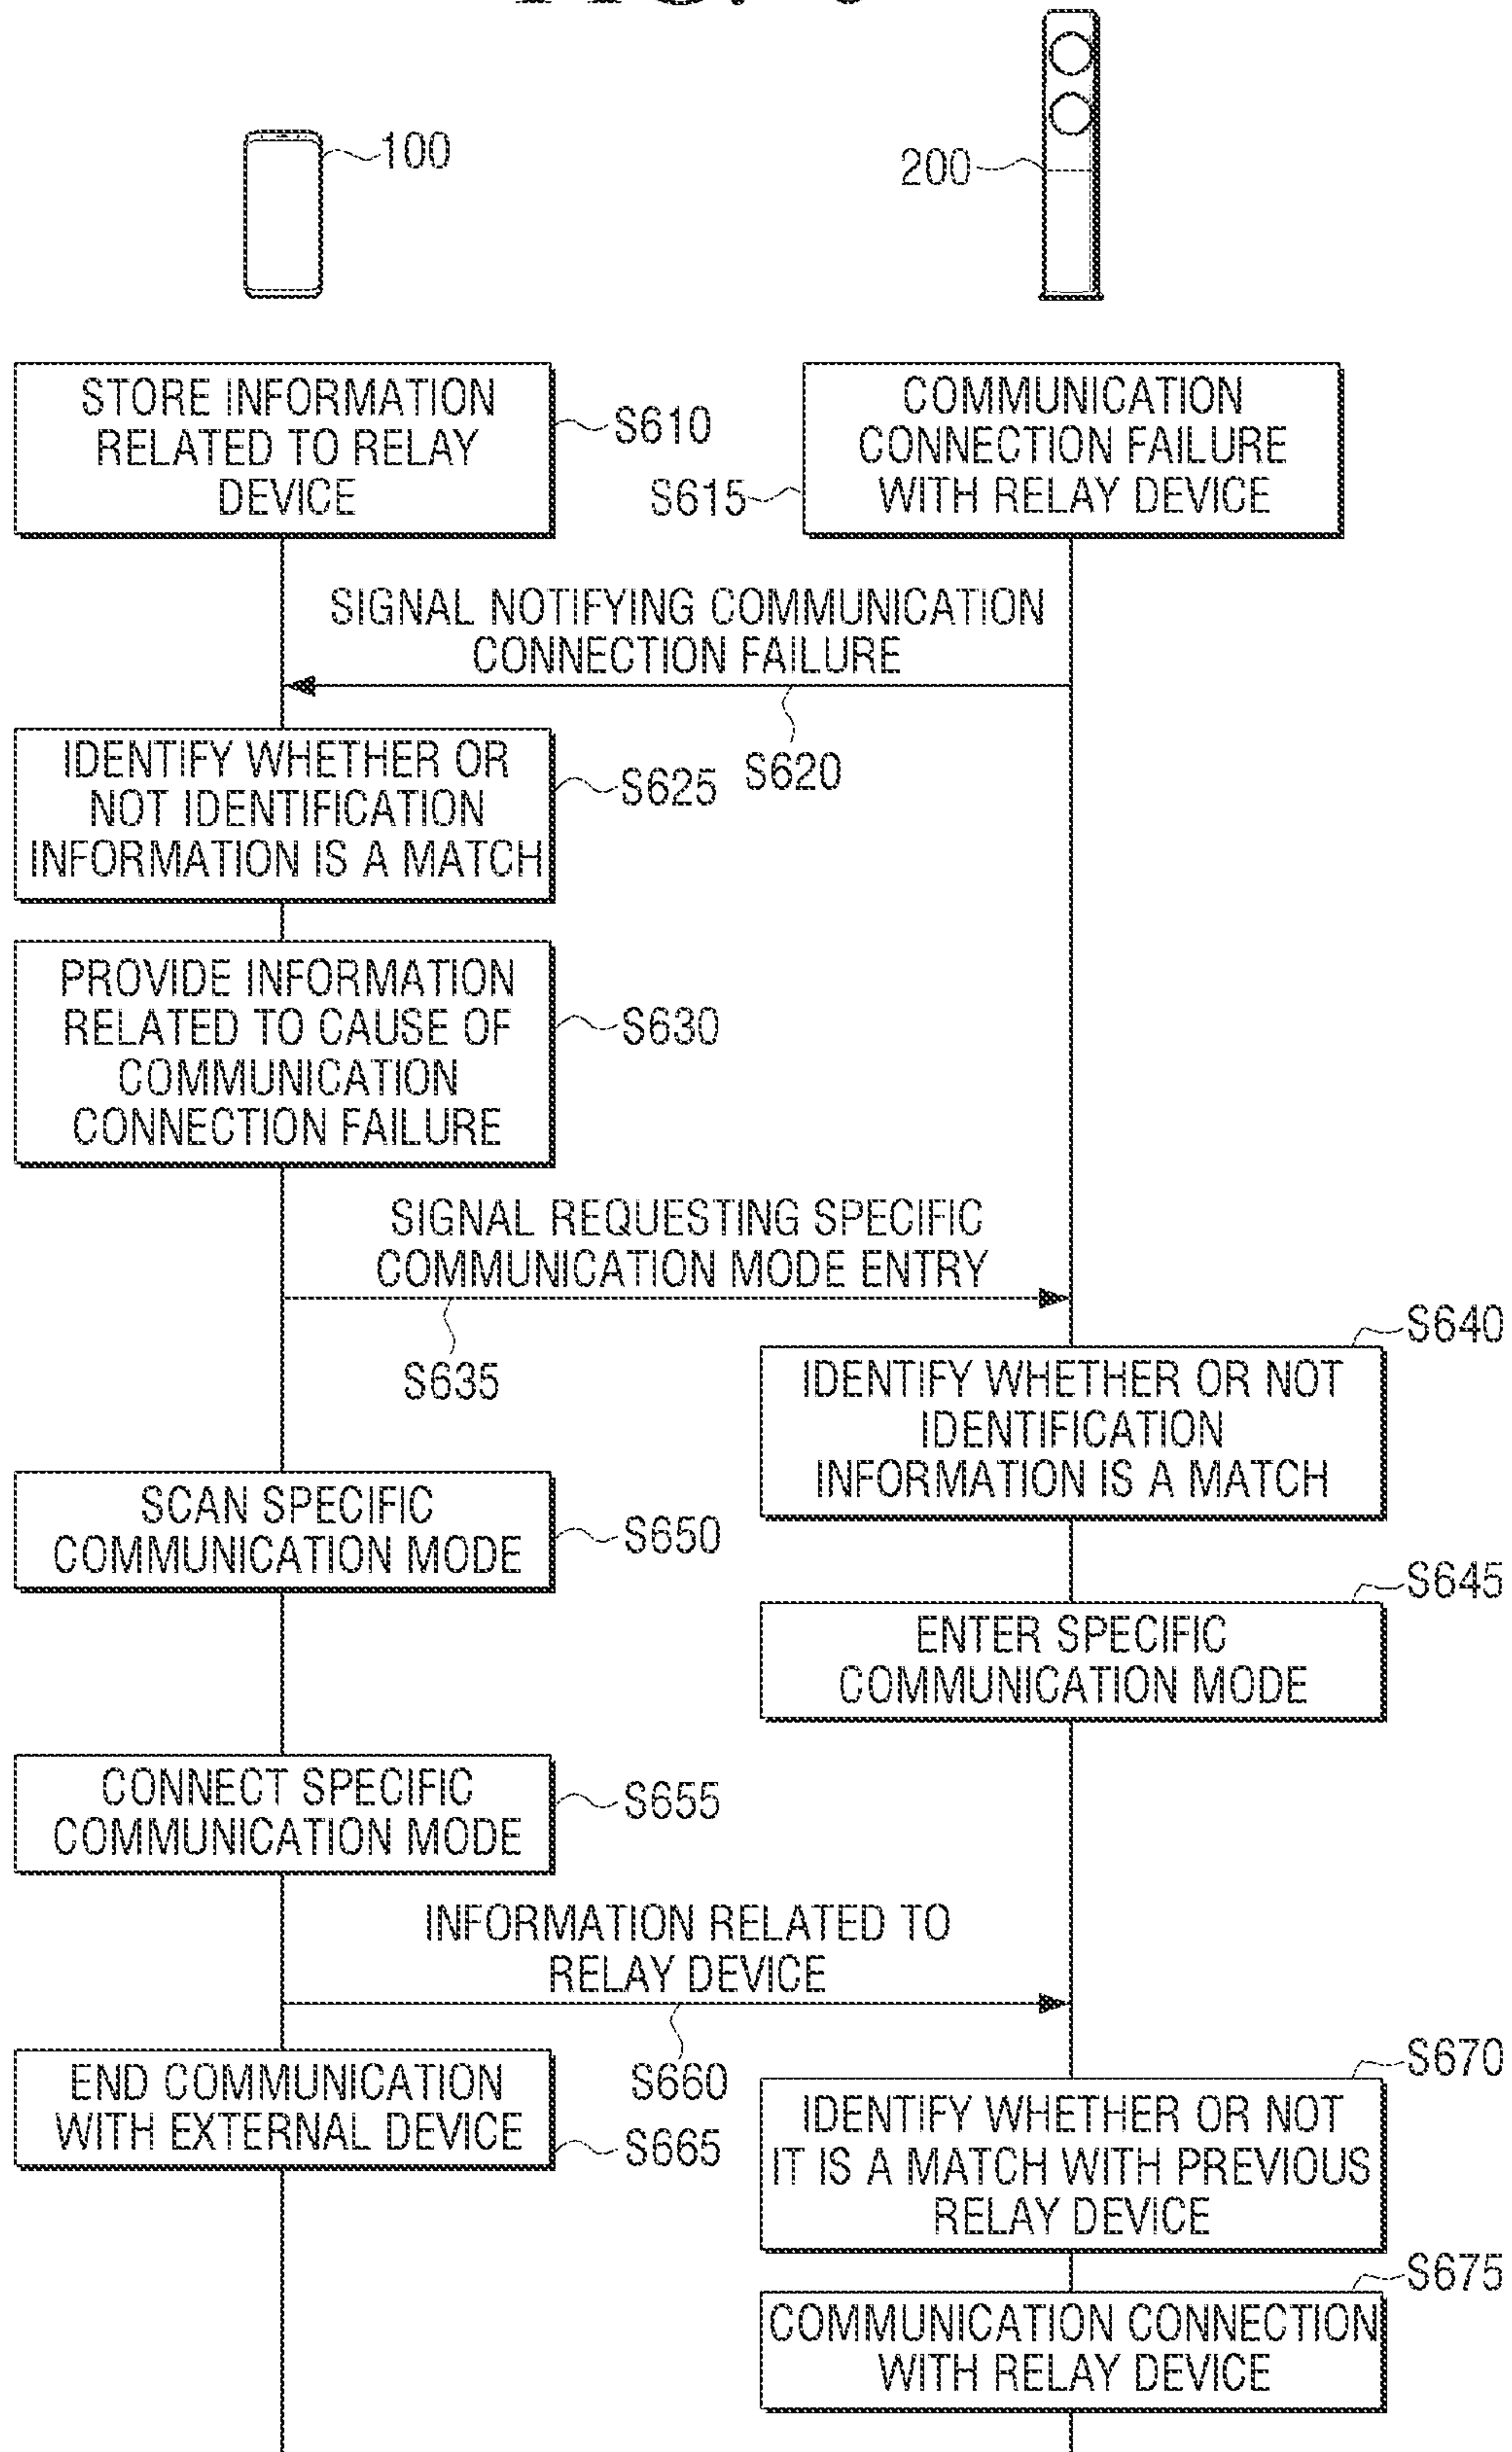 100
200
STORE INFORMATION
RELATED TO RELAY
DEVICE
S610
COMMUNICATION
CONNECTION FAILURE
WITH RELAY DEVICE
S615
SIGNAL NOTIFYING COMMUNICATION
CONNECTION FAILURE
S620
IDENTIFY WHETHER OR
NOT IDENTIFICATION
INFORMATION IS A MATCH
S625
PROVIDE INFORMATION
RELATED TO CAUSE OF
COMMUNICATION
CONNECTION FAILURE
S630
SIGNAL REQUESTING SPECIFIC
COMMUNICATION MODE ENTRY
S635
S640
IDENTIFY WHETHER OR NOT
IDENTIFICATION
INFORMATION IS A MATCH
SCAN SPECIFIC
COMMUNICATION MODE
S650
S645
ENTER SPECIFIC
COMMUNICATION MODE
CONNECT SPECIFIC
COMMUNICATION MODE
S655
INFORMATION RELATED TO
RELAY DEVICE
S660
END COMMUNICATION
WITH EXTERNAL DEVICE
S665
S670
IDENTIFY WHETHER OR NOT
IT IS A MATCH WITH PREVIOUS
RELAY DEVICE
S675
COMMUNICATION CONNECTION
WITH RELAY DEVICE